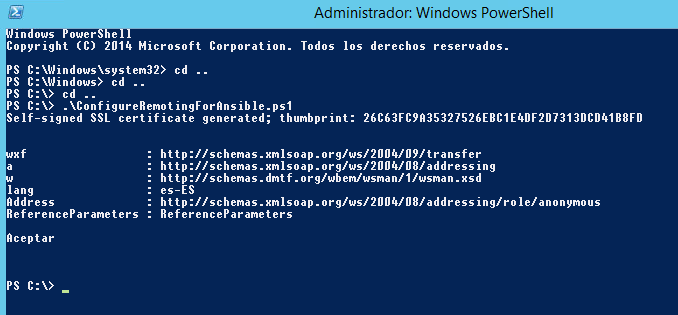 Administrador: Windows PowerShell
Windows PowerShell
Copyright (C) 2014 Microsoft Corporation. Todos los derechos reservados.
PS C:\Windows\system32> cd ..
PS C:\Windows> cd ..
PS C:\> cd ..
PS C:\> .\ConfigureRemotingForAnsible.ps1
Self-signed SSL certificate generated; thumbprint: 26C63FC9A35327526EBC1E4DF2D7313DCD41B8FD
wxf : http://schemas.xmlsoap.org/ws/2004/09/transfer
a : http://schemas.xmlsoap.org/ws/2004/08/addressing
w : http://schemas.dmtf.org/wbem/wsman/1/wsman.xsd
lang : es-ES
Address : http://schemas.xmlsoap.org/ws/2004/08/addressing/role/anonymous
ReferenceParameters : ReferenceParameters
Aceptar
PS C:\> _